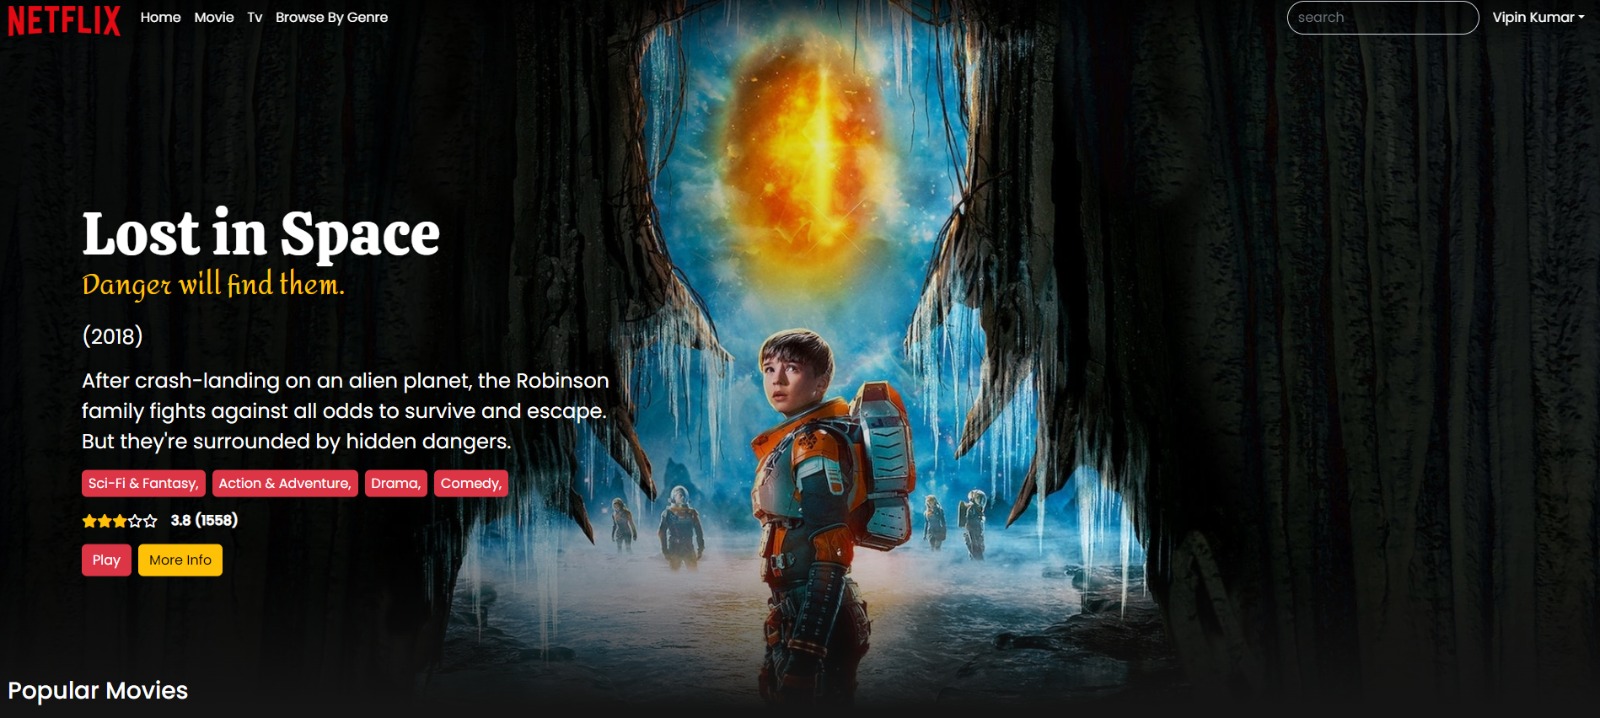 NETFLIX Home Movie Tv Browse By Genre search Vipin Kumar
Lost in Space
Danger will find them.
(2018)
After crash-landing on an alien planet, the Robinson
family fights against all odds to survive and escape.
But they're surrounded by hidden dangers.
Sci-Fi & Fantasy, Action & Adventure, Drama, Comedy,
3.8 (1558)
Play More Info
Popular Movies